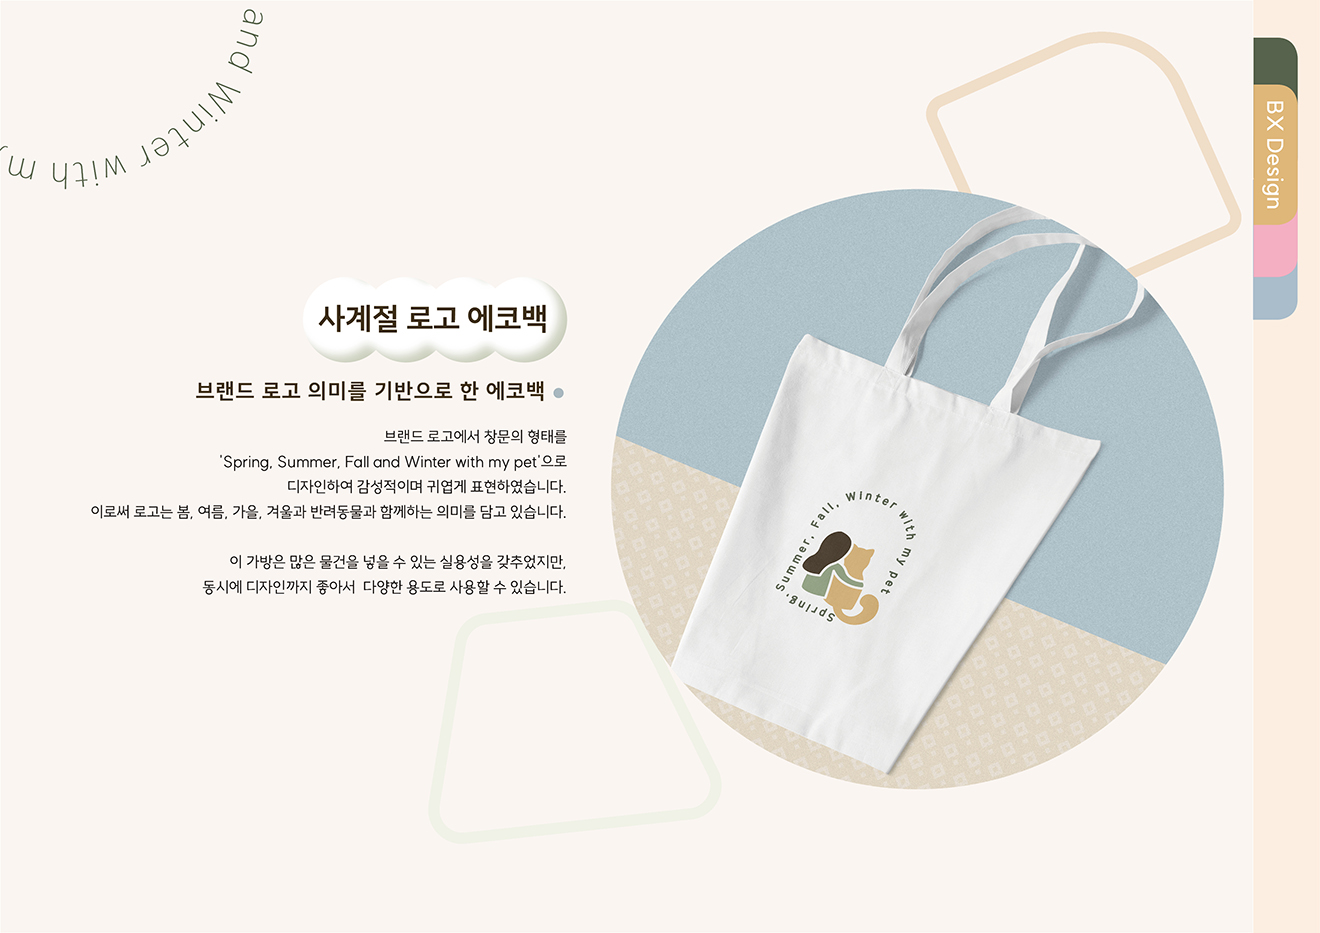 and Winter with my
BX Design
사계절 로고 에코백
브랜드 로고 의미를 기반으로 한 에코백
브랜드 로고에서 창문의 형태를
'Spring, Summer, Fall and Winter with my pet'으로
디자인하여 감성적이며 귀엽게 표현하였습니다.
이로써 로고는 봄, 여름, 가을, 겨울과 반려동물과 함께하는 의미를 담고 있습니다.
이 가방은 많은 물건을 넣을 수 있는 실용성을 갖추었지만,
동시에 디자인까지 좋아서 다양한 용도로 사용할 수 있습니다.
Spring, Summer, Fall, Winter with my pet